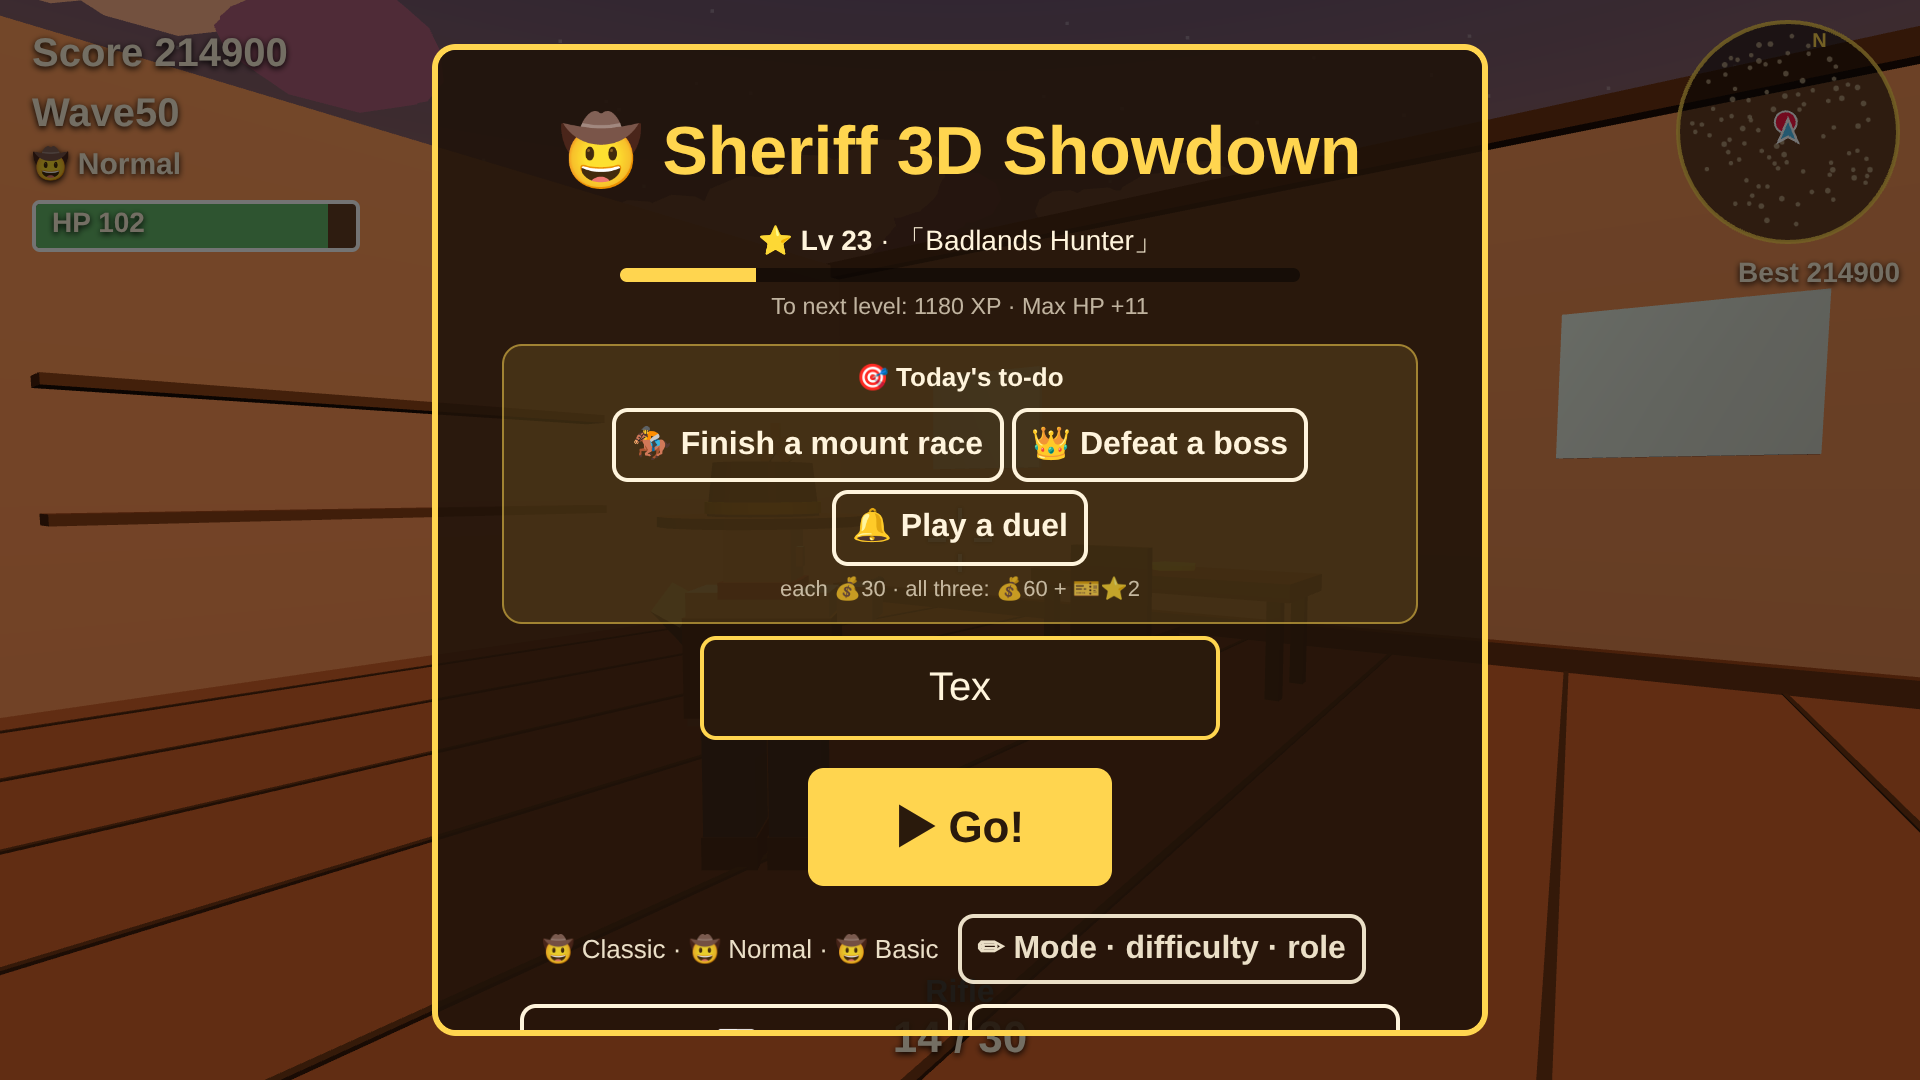 Score 214900
Wave50
🤠 Normal
HP 102
N
Best 214900
🤠 Sheriff 3D Showdown
⭐ Lv 23 · 「Badlands Hunter」
To next level: 1180 XP · Max HP +11
🎯 Today's to-do
🏇 Finish a mount race
👑 Defeat a boss
🔔 Play a duel
each 💰30 · all three: 💰60 + 🎫⭐2
Tex
▶ Go!
🤠 Classic · 🤠 Normal · 🤠 Basic
✏ Mode · difficulty · role
Rifle
14 / 30